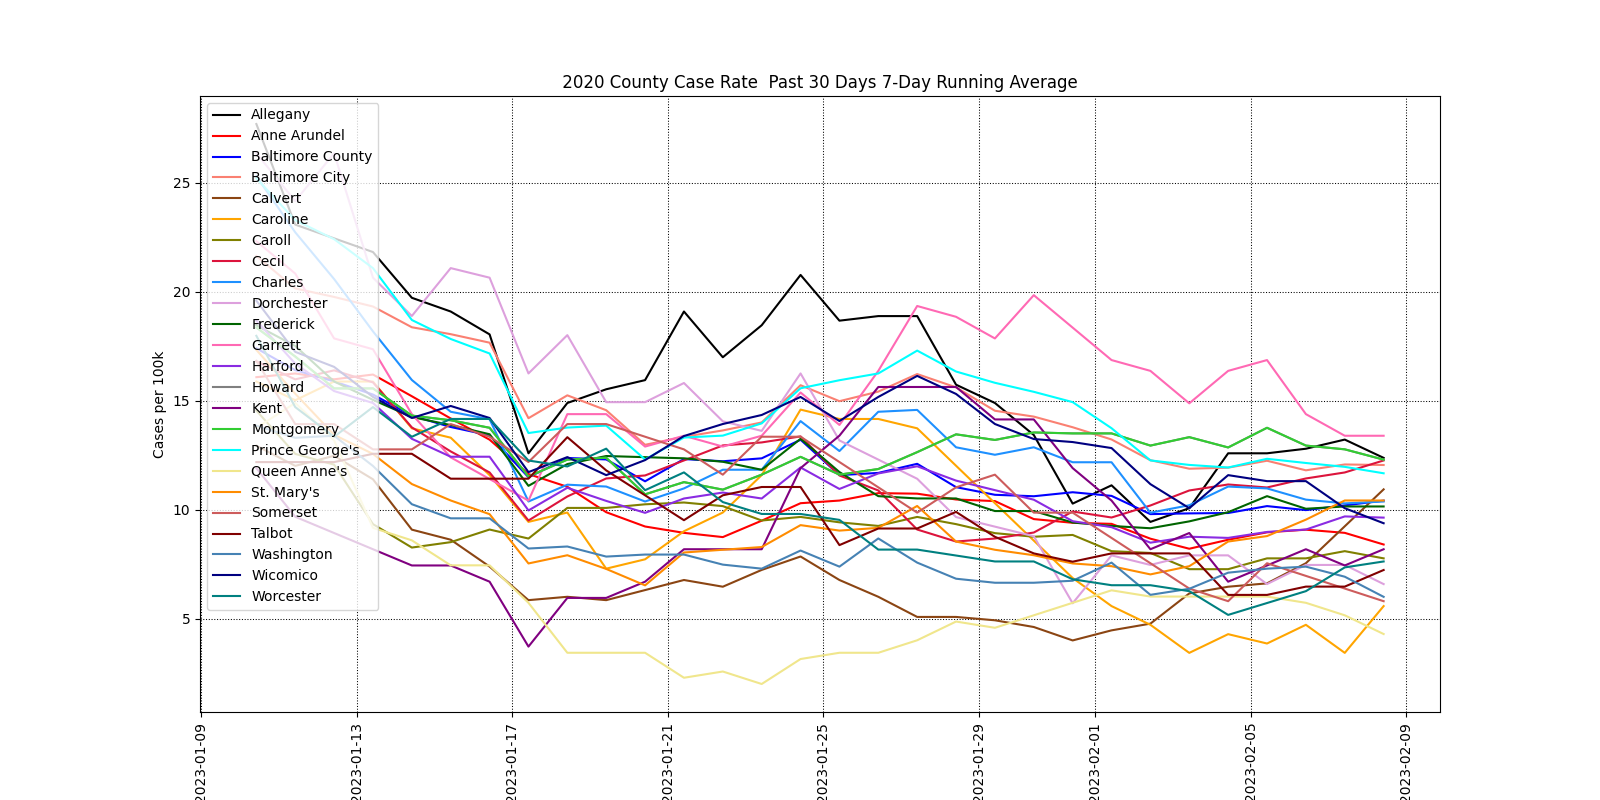 2020 County Case Rate  Past 30 Days 7-Day Running Average
Cases per 100k
25
20
15
10
5
Allegany
Anne Arundel
Baltimore County
Baltimore City
Calvert
Caroline
Caroll
Cecil
Charles
Dorchester
Frederick
Garrett
Harford
Howard
Kent
Montgomery
Prince George's
Queen Anne's
St. Mary's
Somerset
Talbot
Washington
Wicomico
Worcester
2023-01-09
2023-01-13
2023-01-17
2023-01-21
2023-01-25
2023-01-29
2023-02-01
2023-02-05
2023-02-09